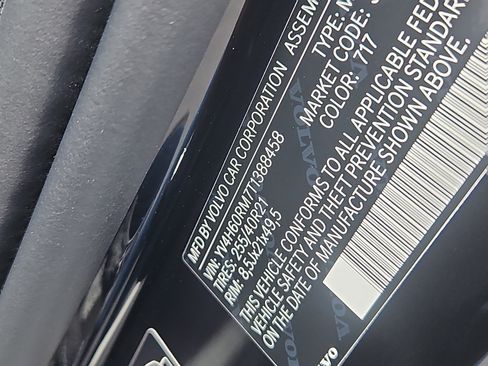 MFD BY VOLVO CAR CORPORATION ASSEM
VIN: YV4H60RM7T1388458 TYPE: M
TIRES: 255/40R21 MARKET CODE:
RIM: 8.5Jx21x49.5 COLOR: 717
THIS VEHICLE CONFORMS TO ALL APPLICABLE FED
VEHICLE SAFETY AND THEFT PREVENTION STANDAR
ON THE DATE OF MANUFACTURE SHOWN ABOVE.
VOLVO